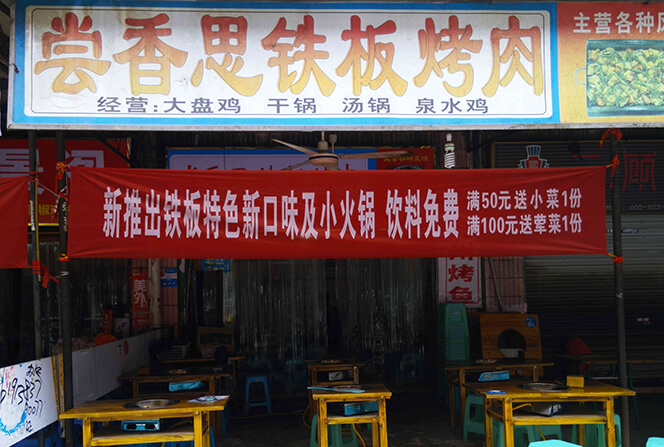 尝香思铁板烤肉
经营:大盘鸡 干锅 汤锅 泉水鸡
主营各种
新推出铁板特色新口味及小火锅 饮料免费
满50元送小菜1份
满100元送荤菜1份
烤鱼
美外
顾